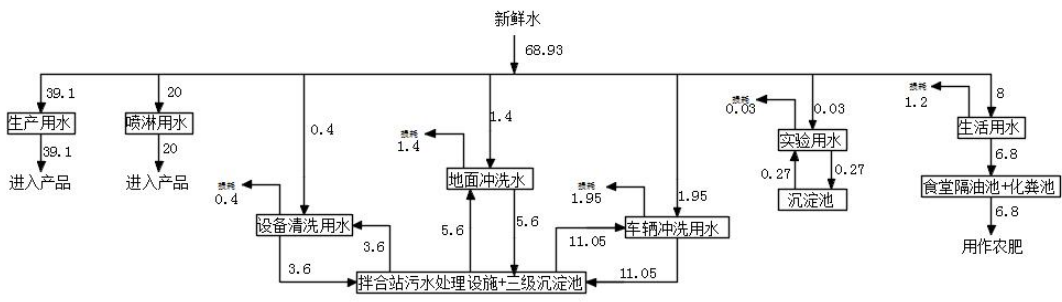 新鲜水
68.93
39.1
20
0.4
1.4
1.95
0.03
8
损耗
1.2
损耗
0.03
生产用水
喷淋用水
实验用水
生活用水
39.1
20
损耗
1.4
6.8
进入产品
进入产品
地面冲洗水
0.27
0.27
食堂隔油池+化粪池
损耗
0.4
损耗
1.95
沉淀池
6.8
设备清洗用水
车辆冲洗用水
用作农肥
3.6
3.6
5.6
5.6
11.05
11.05
拌合站污水处理设施+三级沉淀池